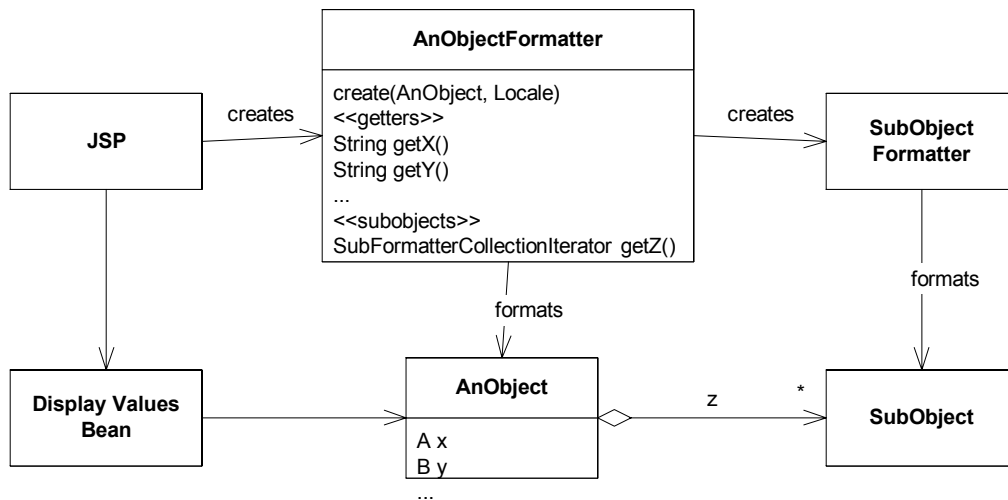 AnObjectFormatter
create(AnObject, Locale)
<<getters>>
String getX()
String getY()
...
<<subobjects>>
SubFormatterCollectionIterator getZ()
JSP
creates
creates
SubObject
Formatter
formats
formats
Display Values
Bean
AnObject
A x
B y
...
z
*
SubObject